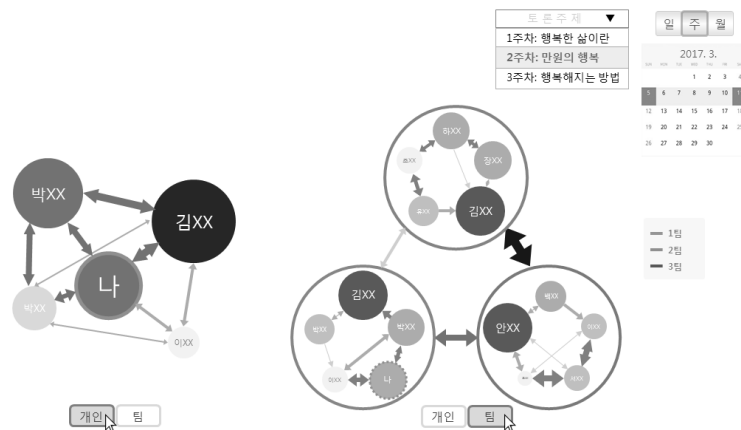 토론주제 ▼
1주차: 행복한 삶이란
2주차: 만원의 행복
3주차: 행복해지는 방법
일 주 월
2017. 3.
1 2 3 4
5 6 7 8 9 10
12 13 14 15 16 17
19 20 21 22 23 24
26 27 28 29 30
1팀
2팀
3팀
박XX
김XX
나
박XX
이XX
개인 팀
하XX
장XX
김XX
김XX
박XX
박XX
이XX
나
안XX
개인 팀